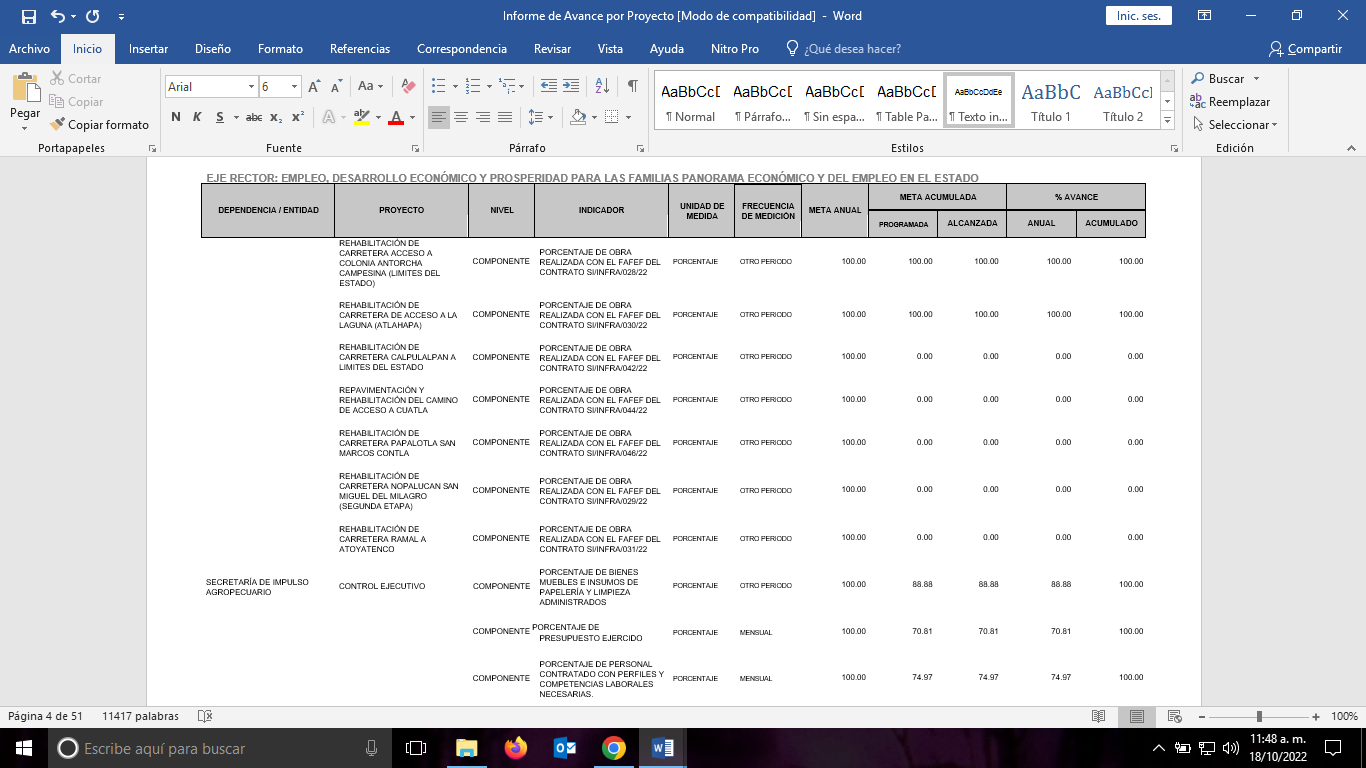 Informe de Avance por Proyecto [Modo de compatibilidad] - Word
Inic. ses.
Archivo Inicio Insertar Diseño Formato Referencias Correspondencia Revisar Vista Ayuda Nitro Pro ¿Qué desea hacer? Compartir
Pegar
Cortar
Copiar
Copiar formato
Portapapeles
Arial 6
N K S abc x₂ x²
Fuente
Párrafo
AaBbCcI AaBbCcD AaBbCcD AaBbCcD AaBbCcDdEe AaBbC AaBbCcI
¶ Normal ¶ Párrafo... ¶ Sin espa... ¶ Table Pa... ¶ Texto in... Título 1 Título 2
Estilos
Buscar
Reemplazar
Seleccionar
Edición
EJE RECTOR: EMPLEO, DESARROLLO ECONÓMICO Y PROSPERIDAD PARA LAS FAMILIAS PANORAMA ECONÓMICO Y DEL EMPLEO EN EL ESTADO
DEPENDENCIA / ENTIDAD
PROYECTO
NIVEL
INDICADOR
UNIDAD DE
MEDIDA
FRECUENCIA
DE MEDICIÓN
META ANUAL
META ACUMULADA
PROGRAMADA
ALCANZADA
% AVANCE
ANUAL
ACUMULADO
REHABILITACIÓN DE
CARRETERA ACCESO A
COLONIA ANTORCHA
CAMPESINA (LIMITES DEL
ESTADO)
COMPONENTE
PORCENTAJE DE OBRA
REALIZADA CON EL FAFEF DEL
CONTRATO SI/INFRA/028/22
PORCENTAJE OTRO PERIODO 100.00 100.00 100.00 100.00 100.00
REHABILITACIÓN DE
CARRETERA DE ACCESO A LA
LAGUNA (ATLAHAPA)
COMPONENTE
PORCENTAJE DE OBRA
REALIZADA CON EL FAFEF DEL
CONTRATO SI/INFRA/030/22
PORCENTAJE OTRO PERIODO 100.00 100.00 100.00 100.00 100.00
REHABILITACIÓN DE
CARRETERA CALPULALPAN A
LIMITES DEL ESTADO
COMPONENTE
PORCENTAJE DE OBRA
REALIZADA CON EL FAFEF DEL
CONTRATO SI/INFRA/042/22
PORCENTAJE OTRO PERIODO 100.00 0.00 0.00 0.00 0.00
REPAVIMENTACIÓN Y
REHABILITACIÓN DEL CAMINO
DE ACCESO A CUATLA
COMPONENTE
PORCENTAJE DE OBRA
REALIZADA CON EL FAFEF DEL
CONTRATO SI/INFRA/044/22
PORCENTAJE OTRO PERIODO 100.00 0.00 0.00 0.00 0.00
REHABILITACIÓN DE
CARRETERA PAPALOTLA SAN
MARCOS CONTLA
COMPONENTE
PORCENTAJE DE OBRA
REALIZADA CON EL FAFEF DEL
CONTRATO SI/INFRA/046/22
PORCENTAJE OTRO PERIODO 100.00 0.00 0.00 0.00 0.00
REHABILITACIÓN DE
CARRETERA NOPALUCAN SAN
MIGUEL DEL MILAGRO
(SEGUNDA ETAPA)
COMPONENTE
PORCENTAJE DE OBRA
REALIZADA CON EL FAFEF DEL
CONTRATO SI/INFRA/029/22
PORCENTAJE OTRO PERIODO 100.00 0.00 0.00 0.00 0.00
REHABILITACIÓN DE
CARRETERA RAMAL A
ATOYATENCO
COMPONENTE
PORCENTAJE DE OBRA
REALIZADA CON EL FAFEF DEL
CONTRATO SI/INFRA/031/22
PORCENTAJE OTRO PERIODO 100.00 0.00 0.00 0.00 0.00
SECRETARÍA DE IMPULSO
AGROPECUARIO
CONTROL EJECUTIVO
COMPONENTE
PORCENTAJE DE BIENES
MUEBLES E INSUMOS DE
PAPELERÍA Y LIMPIEZA
ADMINISTRADOS
PORCENTAJE OTRO PERIODO 100.00 88.88 88.88 88.88 100.00
COMPONENTE
PORCENTAJE DE
PRESUPUESTO EJERCIDO
PORCENTAJE MENSUAL 100.00 70.81 70.81 70.81 100.00
COMPONENTE
PORCENTAJE DE PERSONAL
CONTRATADO CON PERFILES Y
COMPETENCIAS LABORALES
NECESARIAS.
PORCENTAJE MENSUAL 100.00 74.97 74.97 74.97 100.00
Página 4 de 51 11417 palabras 100%
Escribe aquí para buscar
11:48 a. m.
18/10/2022